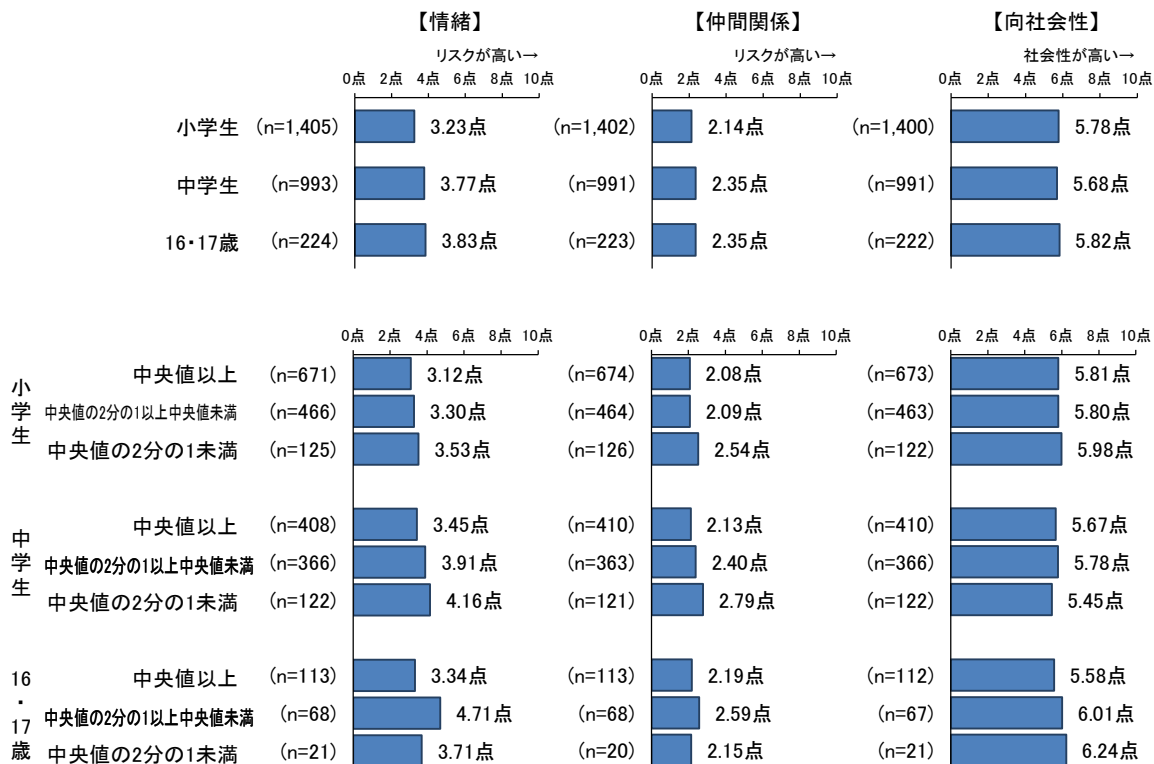 【情緒】 【仲間関係】 【向社会性】
リスクが高い→ リスクが高い→ 社会性が高い→
0点 2点 4点 6点 8点 10点 0点 2点 4点 6点 8点 10点 0点 2点 4点 6点 8点 10点
小学生 (n=1,405) 3.23点 (n=1,402) 2.14点 (n=1,400) 5.78点
中学生 (n=993) 3.77点 (n=991) 2.35点 (n=991) 5.68点
16・17歳 (n=224) 3.83点 (n=223) 2.35点 (n=222) 5.82点
0点 2点 4点 6点 8点 10点 0点 2点 4点 6点 8点 10点 0点 2点 4点 6点 8点 10点
小学生
中央値以上 (n=671) 3.12点 (n=674) 2.08点 (n=673) 5.81点
中央値の2分の1以上中央値未満 (n=466) 3.30点 (n=464) 2.09点 (n=463) 5.80点
中央値の2分の1未満 (n=125) 3.53点 (n=126) 2.54点 (n=122) 5.98点
中学生
中央値以上 (n=408) 3.45点 (n=410) 2.13点 (n=410) 5.67点
中央値の2分の1以上中央値未満 (n=366) 3.91点 (n=363) 2.40点 (n=366) 5.78点
中央値の2分の1未満 (n=122) 4.16点 (n=121) 2.79点 (n=122) 5.45点
16・17歳
中央値以上 (n=113) 3.34点 (n=113) 2.19点 (n=112) 5.58点
中央値の2分の1以上中央値未満 (n=68) 4.71点 (n=68) 2.59点 (n=67) 6.01点
中央値の2分の1未満 (n=21) 3.71点 (n=20) 2.15点 (n=21) 6.24点